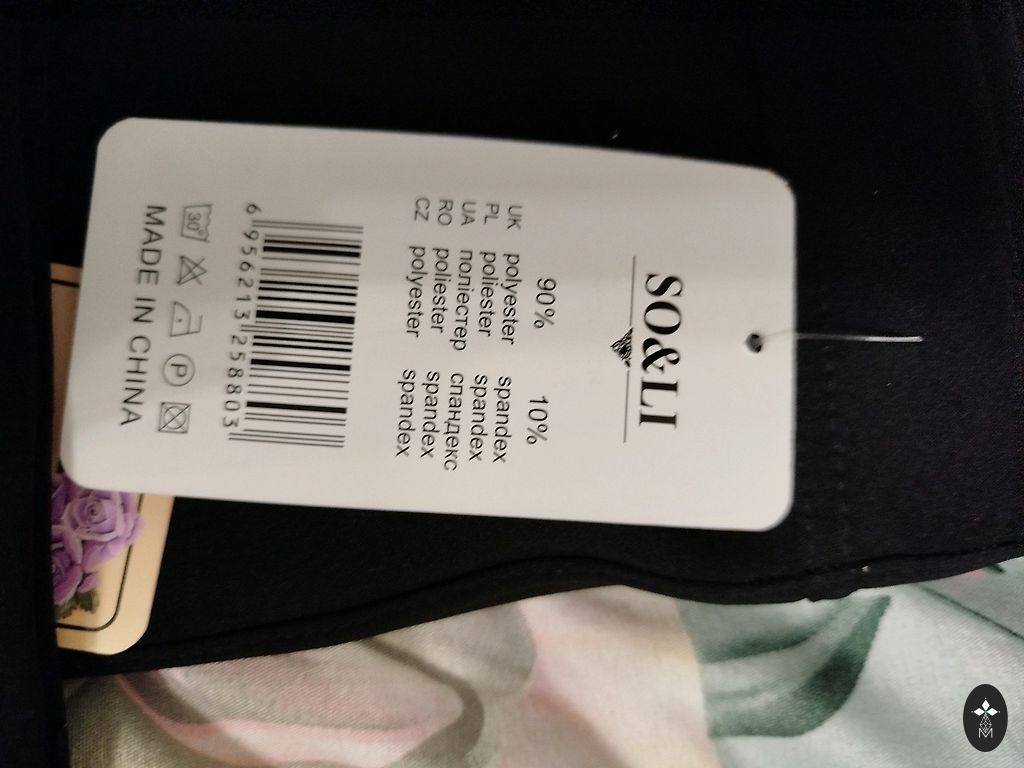 SO&LI
90% 10%
UK polyester spandex
PL poliester spandex
UA поліестер спандекс
RO poliester spandex
CZ polyester spandex
6 956213 258803
30°
P
MADE IN CHINA
M